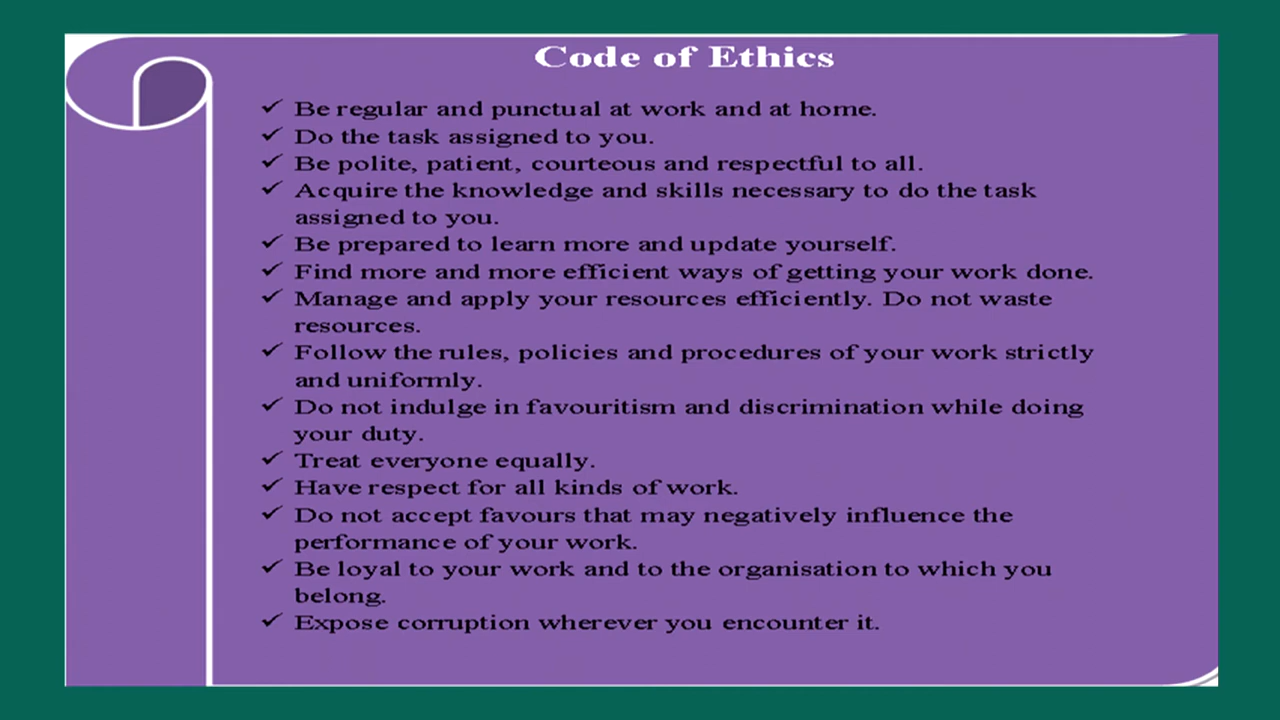 Code of Ethics
✓ Be regular and punctual at work and at home.
✓ Do the task assigned to you.
✓ Be polite, patient, courteous and respectful to all.
✓ Acquire the knowledge and skills necessary to do the task
assigned to you.
✓ Be prepared to learn more and update yourself.
✓ Find more and more efficient ways of getting your work done.
✓ Manage and apply your resources efficiently. Do not waste
resources.
✓ Follow the rules, policies and procedures of your work strictly
and uniformly.
✓ Do not indulge in favouritism and discrimination while doing
your duty.
✓ Treat everyone equally.
✓ Have respect for all kinds of work.
✓ Do not accept favours that may negatively influence the
performance of your work.
✓ Be loyal to your work and to the organisation to which you
belong.
✓ Expose corruption wherever you encounter it.